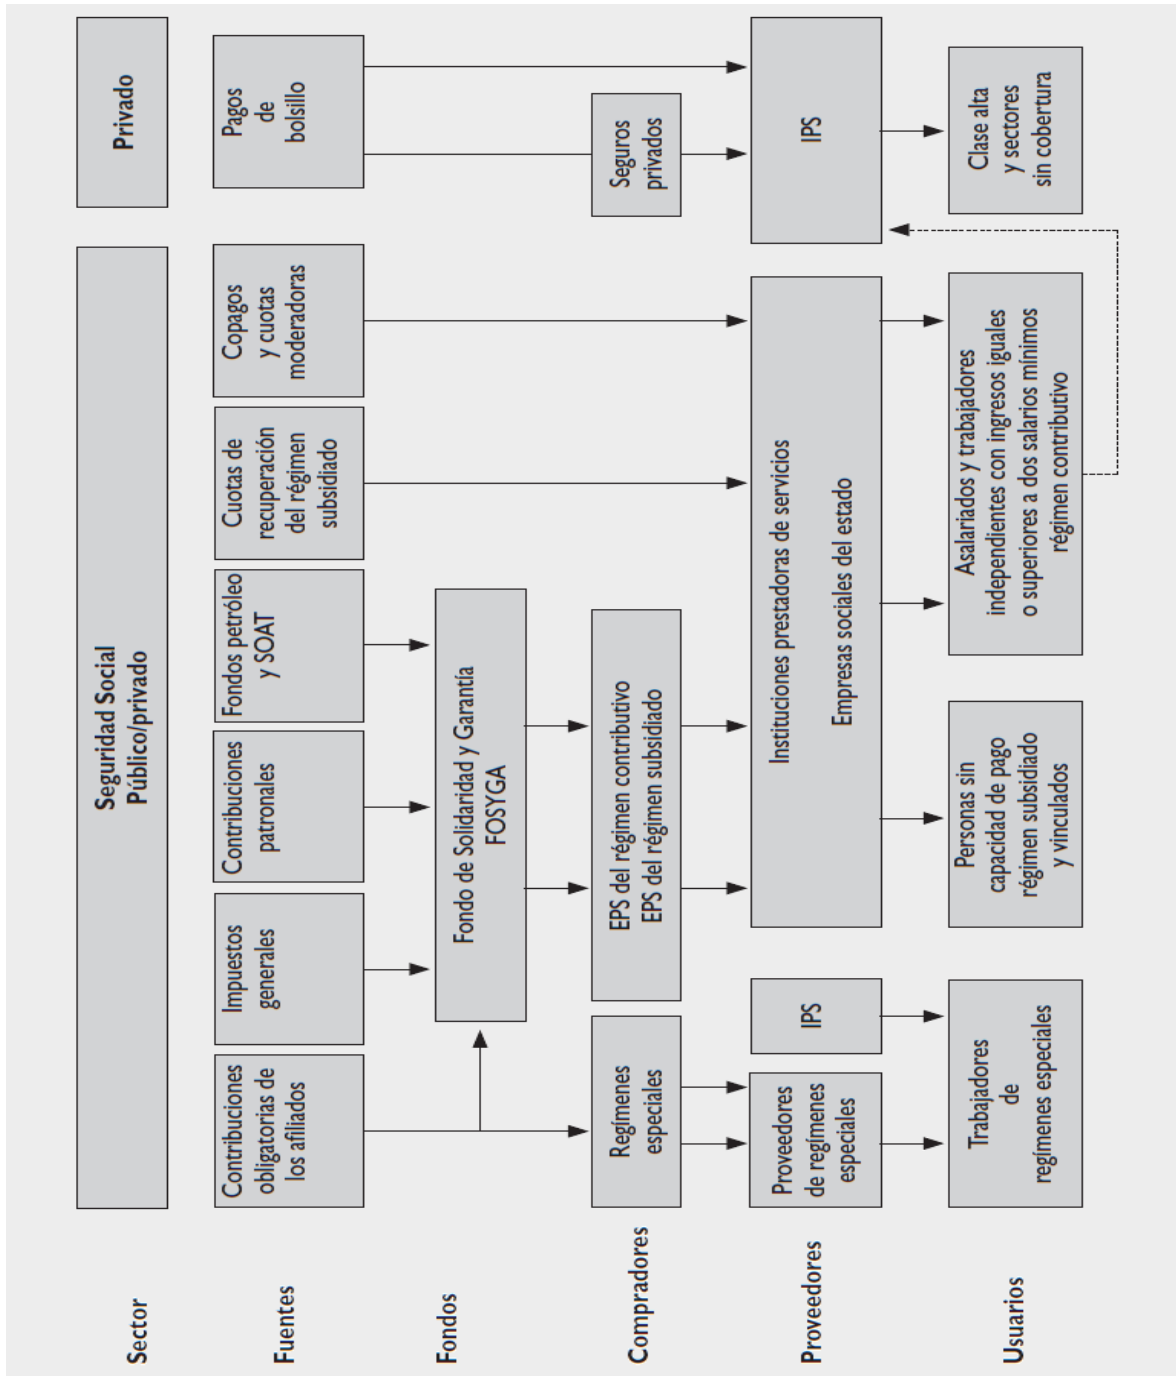 Sector
Seguridad Social
Público/privado
Privado
Fuentes
Contribuciones
obligatorias de
los afiliados
Impuestos
generales
Contribuciones
patronales
Fondos petróleo
y SOAT
Cuotas de
recuperación
del régimen
subsidiado
Copagos
y cuotas
moderadoras
Pagos
de
bolsillo
Fondos
Fondo de Solidaridad y Garantía
FOSYGA
Compradores
Regímenes
especiales
EPS del régimen contributivo
EPS del régimen subsidiado
Seguros
privados
Proveedores
Proveedores
de regímenes
especiales
IPS
Instituciones prestadoras de servicios
Empresas sociales del estado
IPS
Usuarios
Trabajadores
de
regímenes especiales
Personas sin
capacidad de pago
régimen subsidiado
y vinculados
Asalariados y trabajadores
independientes con ingresos iguales
o superiores a dos salarios mínimos
régimen contributivo
Clase alta
y sectores
sin cobertura